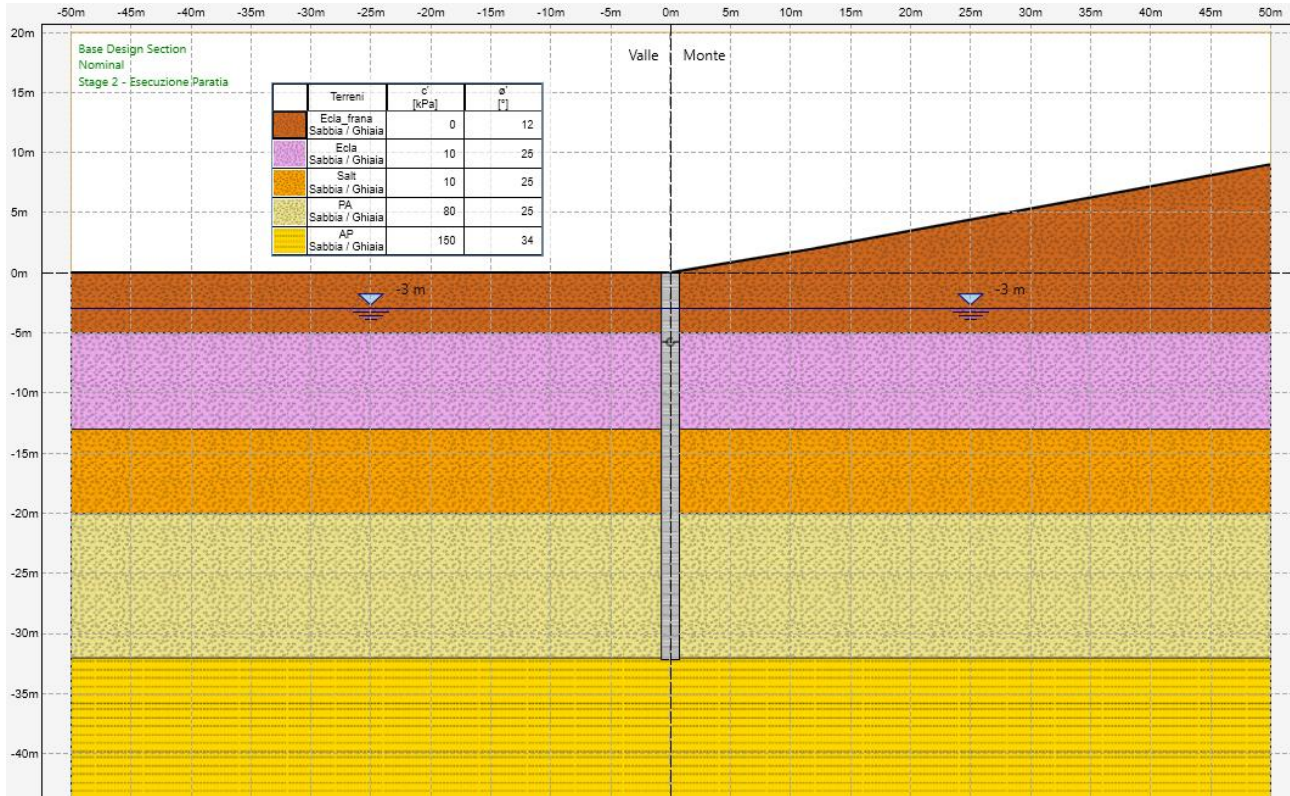 -50m -45m -40m -35m -30m -25m -20m -15m -10m -5m 0m 5m 10m 15m 20m 25m 30m 35m 40m 45m 50m
20m
Base Design Section
Nominal
Stage 2 - Esecuzione Paratia
Valle Monte
15m
Terreni c' [kPa] ø' [°]
Ecla_frana
Sabbia / Ghiaia 0 12
Ecla
Sabbia / Ghiaia 10 25
Salt
Sabbia / Ghiaia 10 25
PA
Sabbia / Ghiaia 80 25
AP
Sabbia / Ghiaia 150 34
10m
5m
0m
-3 m -3 m
-5m
-10m
-15m
-20m
-25m
-30m
-35m
-40m